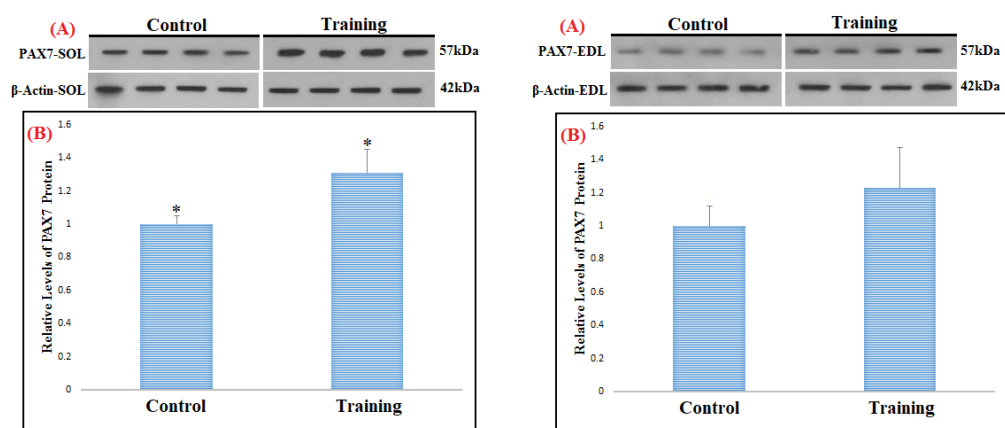 (A) Control Training
PAX7-SOL 57kDa
β-Actin-SOL 42kDa
(B)
Relative Levels of PAX7 Protein
1.6
1.4
1.2
1
0.8
0.6
0.4
0.2
0
*
*
Control Training
(A) Control Training
PAX7-EDL 57kDa
β-Actin-EDL 42kDa
(B)
Relative Levels of PAX7 Protein
1.6
1.4
1.2
1
0.8
0.6
0.4
0.2
0
Control Training